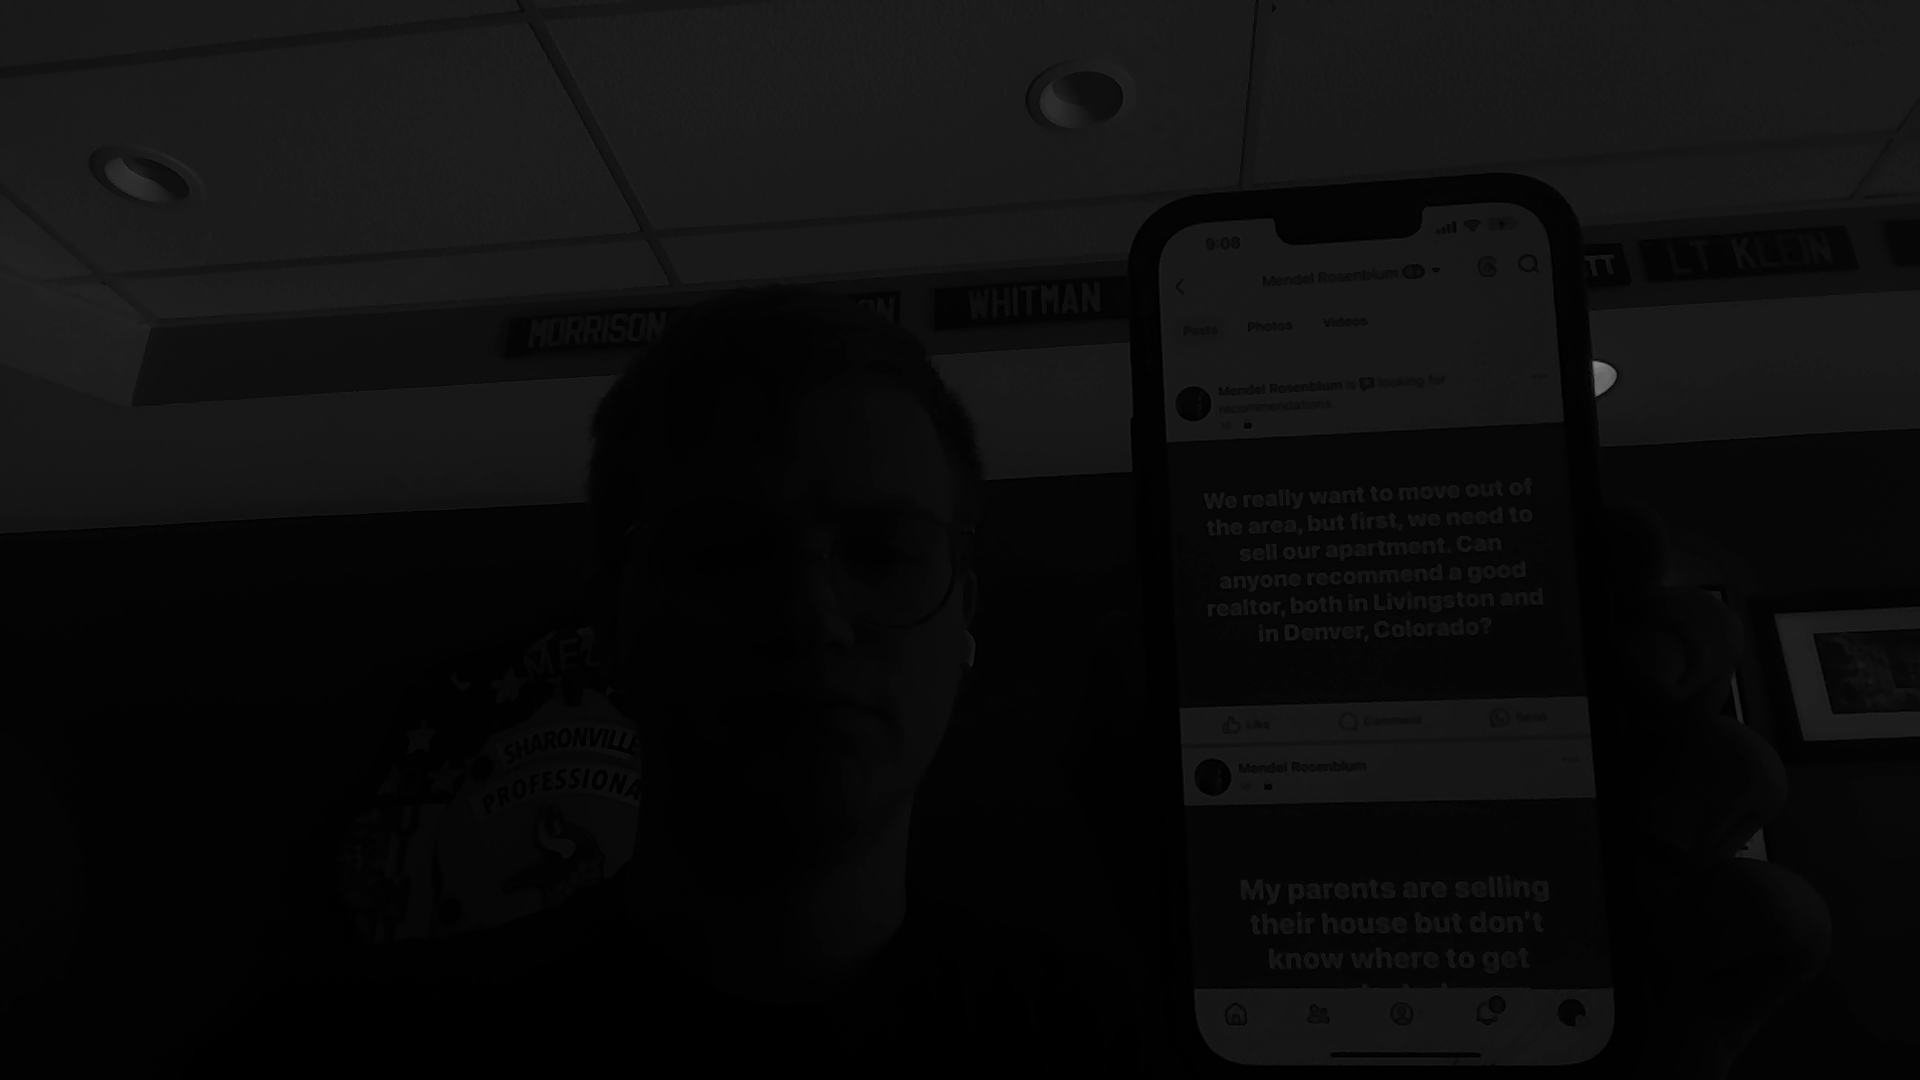 MORRISON
WHITMAN
LT KLEIN
9:08
Mendel Rosenblum
Posts Photos Videos
Mendel Rosenblum is looking for
recommendations.
We really want to move out of
the area, but first, we need to
sell our apartment. Can
anyone recommend a good
realtor, both in Livingston and
in Denver, Colorado?
Like Comment Send
Mendel Rosenblum
My parents are selling
their house but don't
know where to get
SHARONVILLE
PROFESSIONA